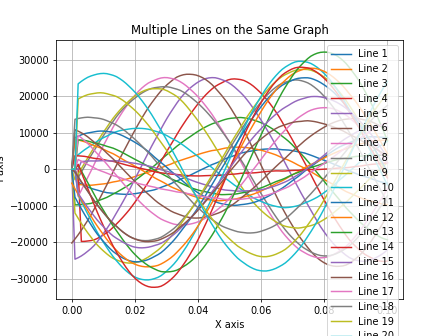 Multiple Lines on the Same Graph
30000
20000
10000
0
-10000
-20000
-30000
0.00
0.02
0.04
0.06
0.08
0.10
X axis
Line 1
Line 2
Line 3
Line 4
Line 5
Line 6
Line 7
Line 8
Line 9
Line 10
Line 11
Line 12
Line 13
Line 14
Line 15
Line 16
Line 17
Line 18
Line 19
Line 20